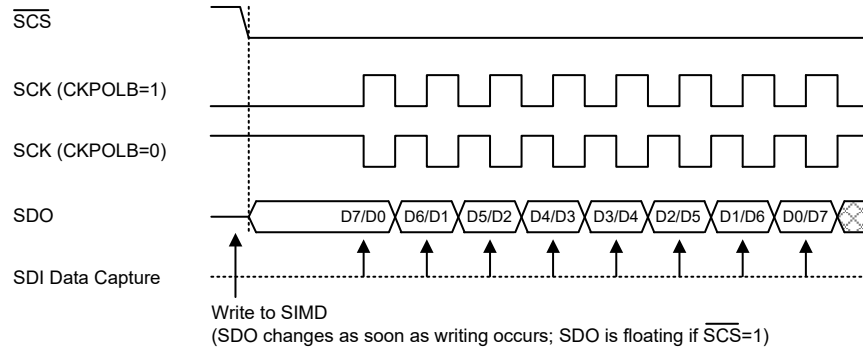 SCS
SCK (CKPOLB=1)
SCK (CKPOLB=0)
SDO
D7/D0 D6/D1 D5/D2 D4/D3 D3/D4 D2/D5 D1/D6 D0/D7
SDI Data Capture
Write to SIMD
(SDO changes as soon as writing occurs; SDO is floating if SCS=1)